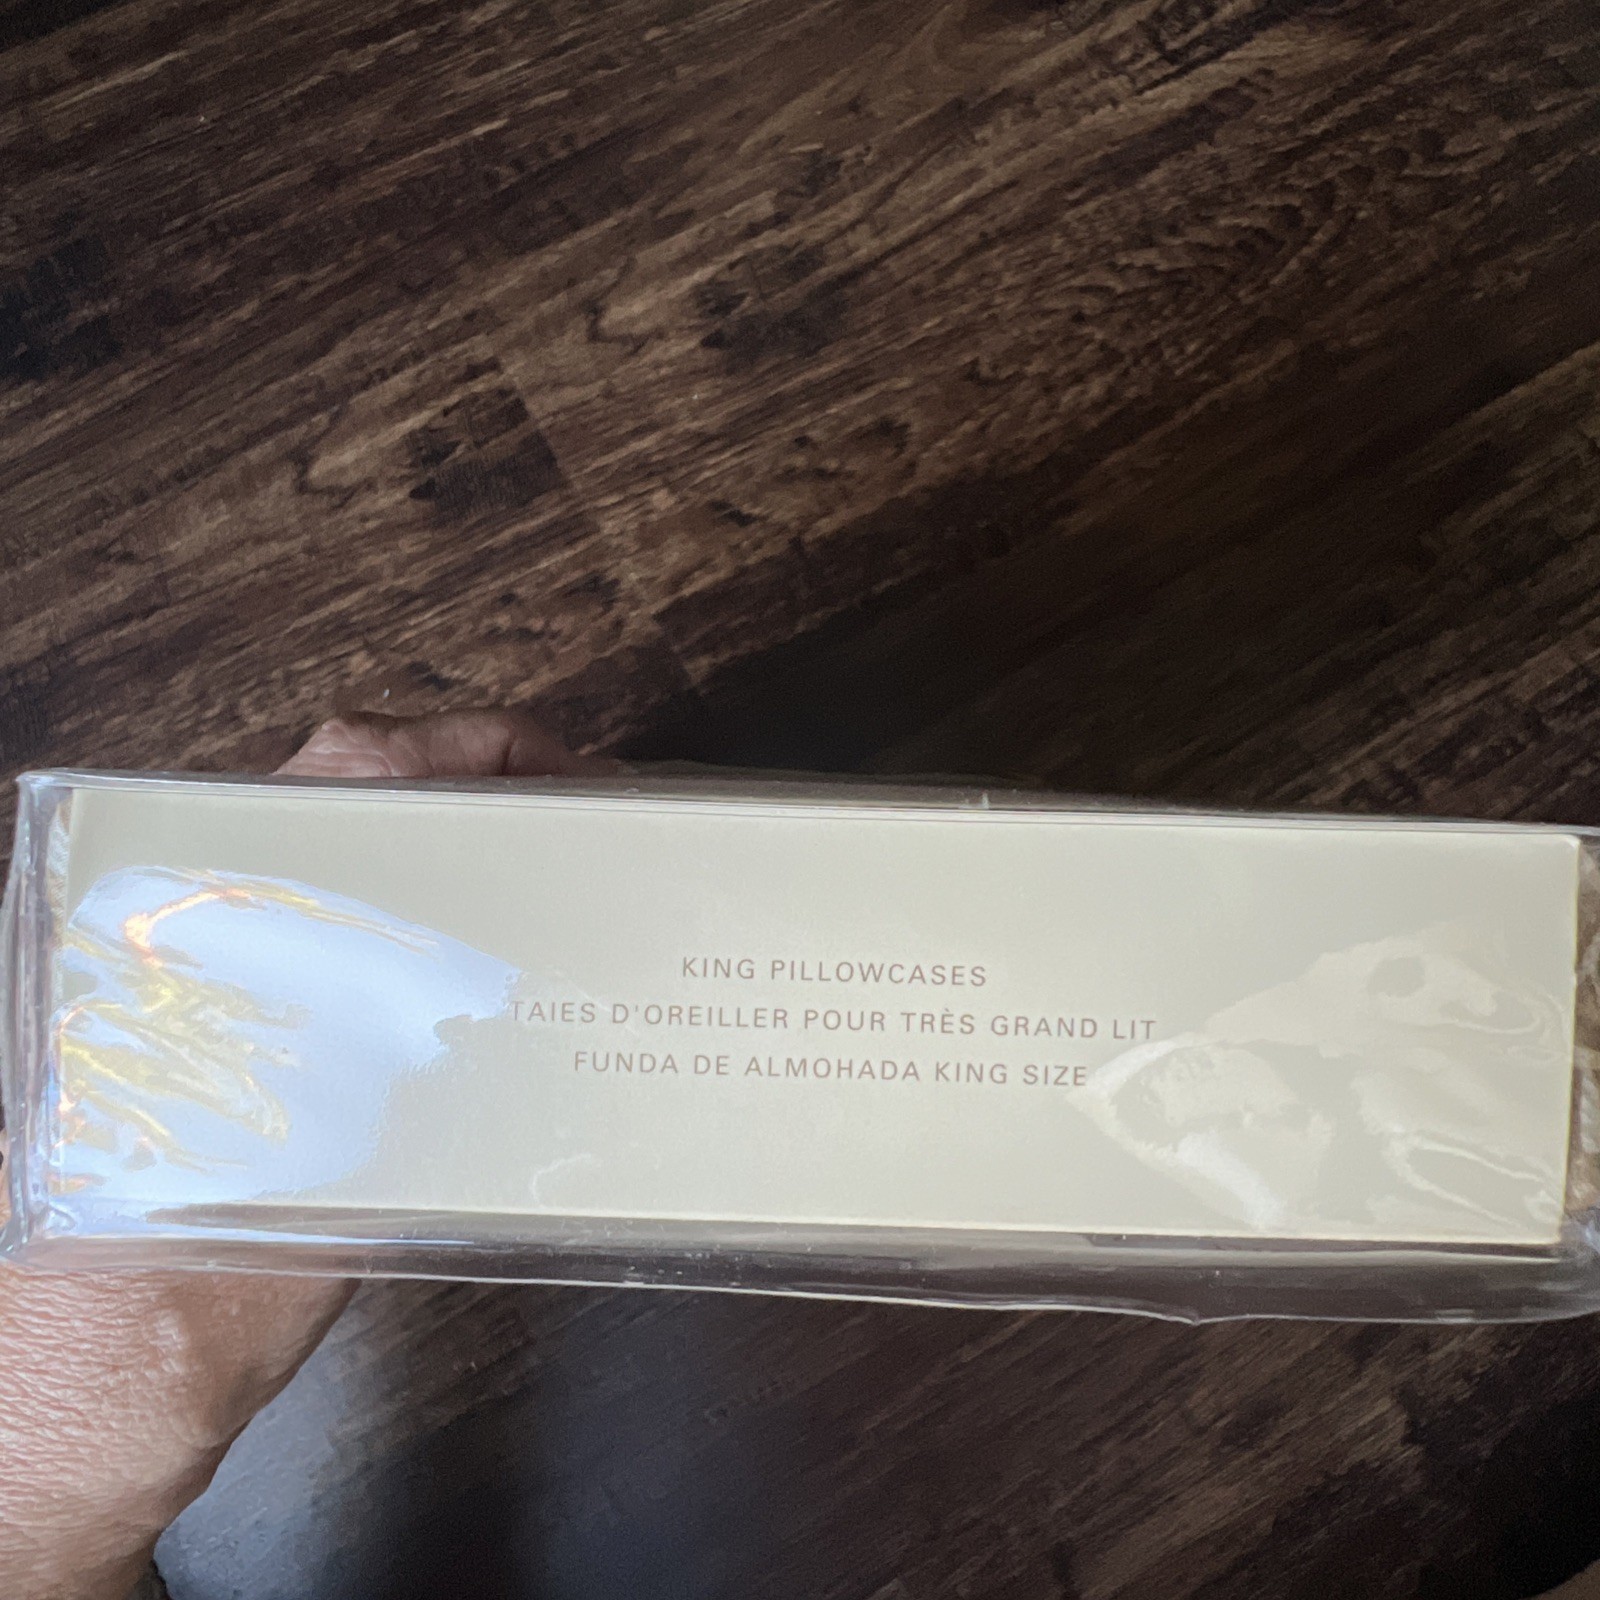 KING PILLOWCASES
TAIES D'OREILLER POUR TRÈS GRAND LIT
FUNDA DE ALMOHADA KING SIZE